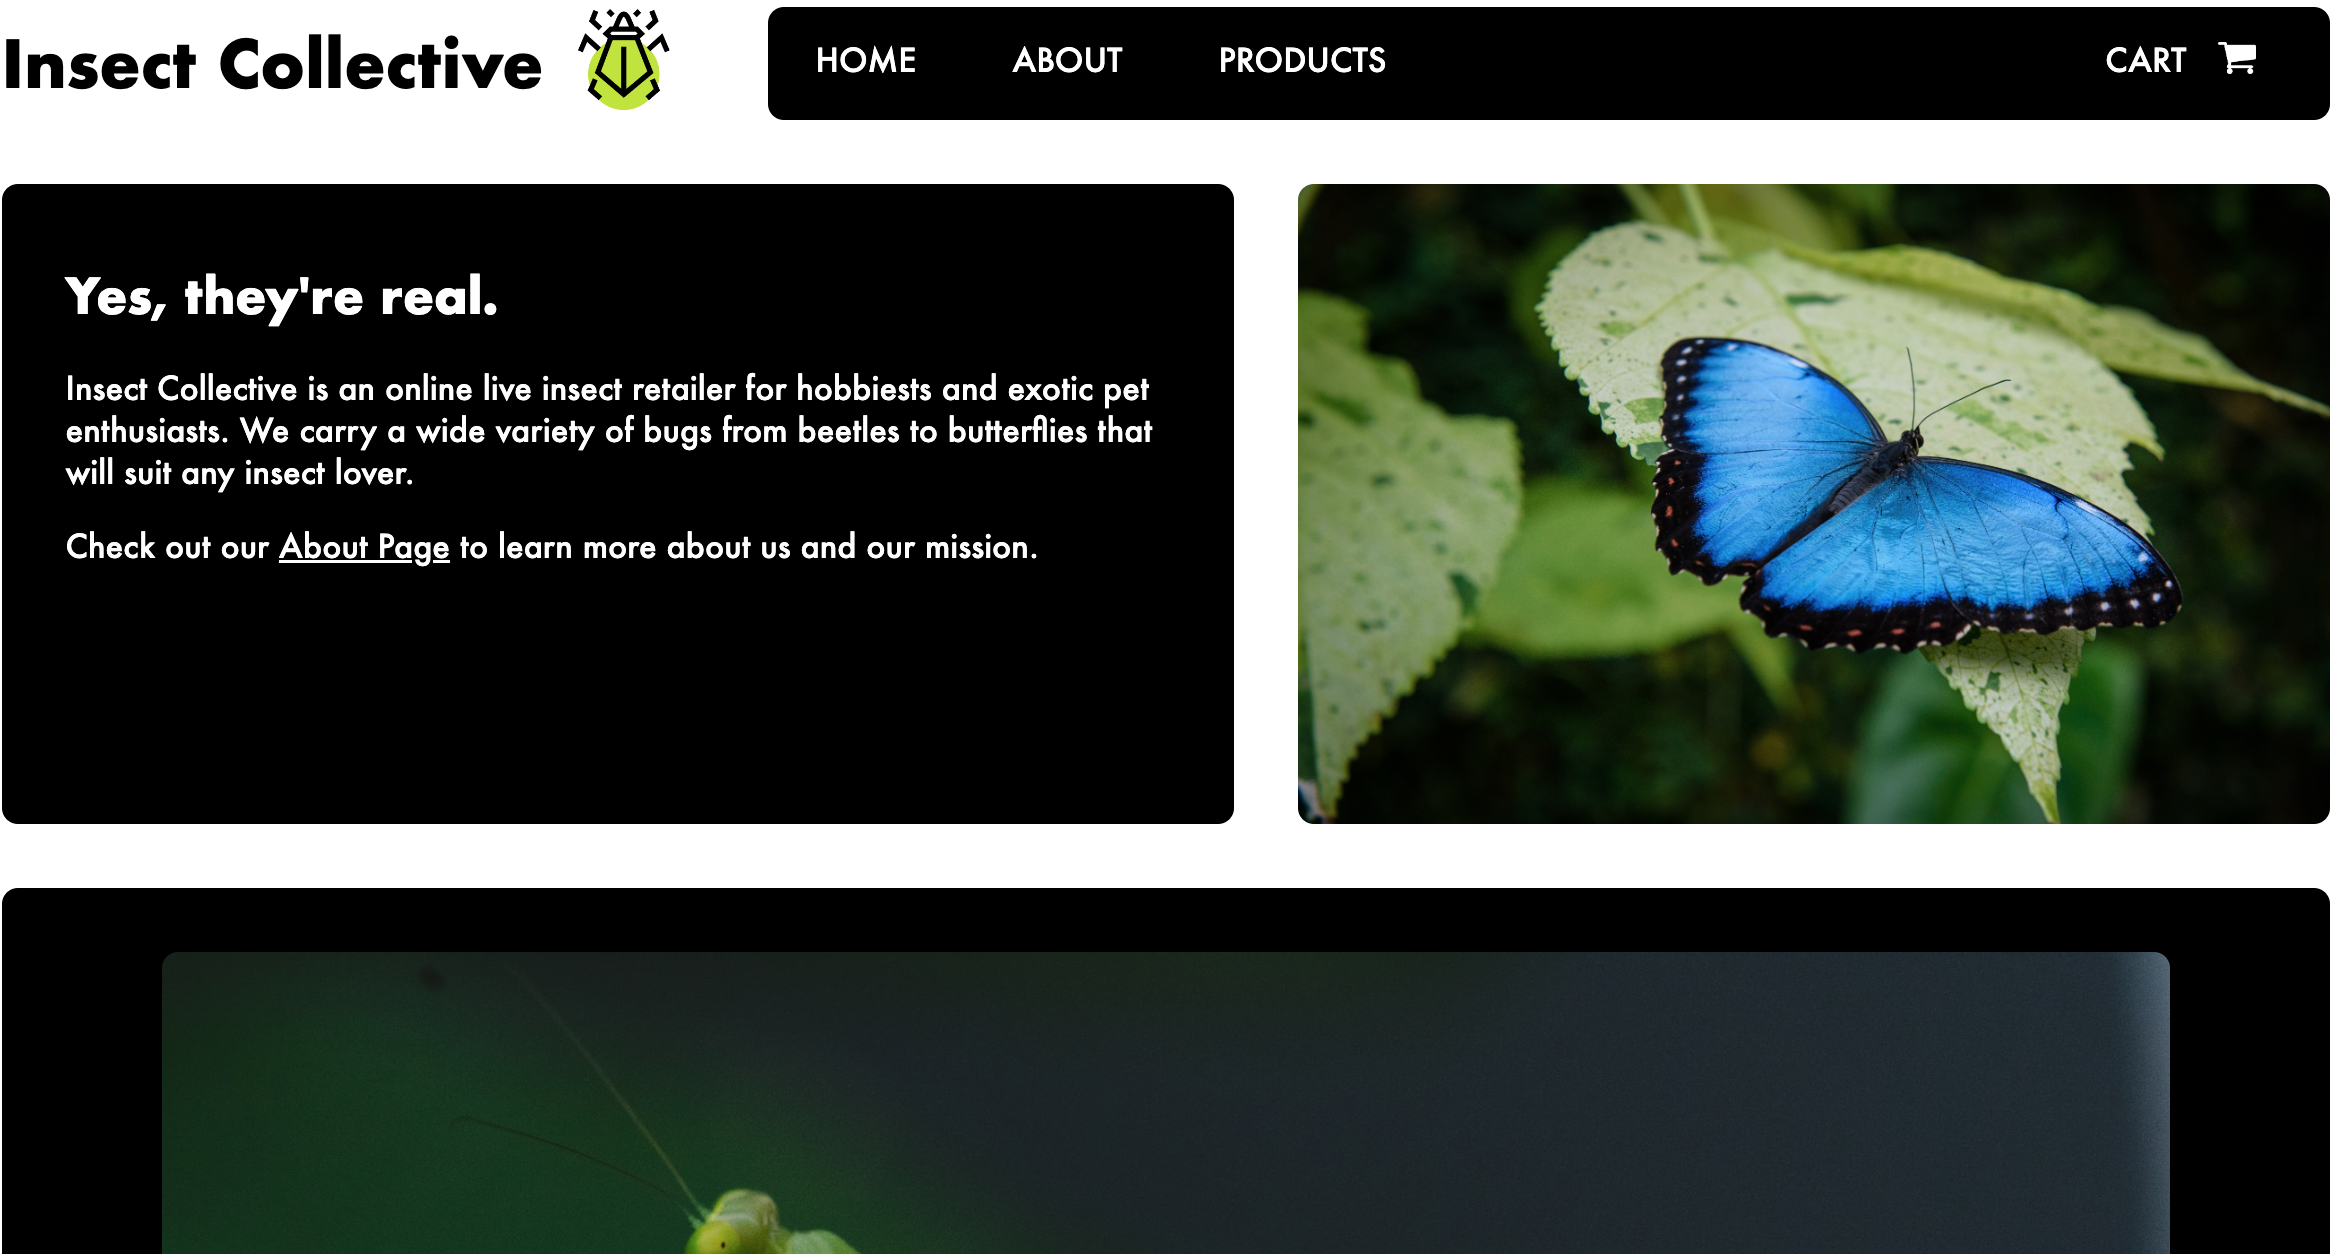 Insect Collective
HOME ABOUT PRODUCTS CART
Yes, they're real.
Insect Collective is an online live insect retailer for hobbiests and exotic pet
enthusiasts. We carry a wide variety of bugs from beetles to butterflies that
will suit any insect lover.
Check out our About Page to learn more about us and our mission.